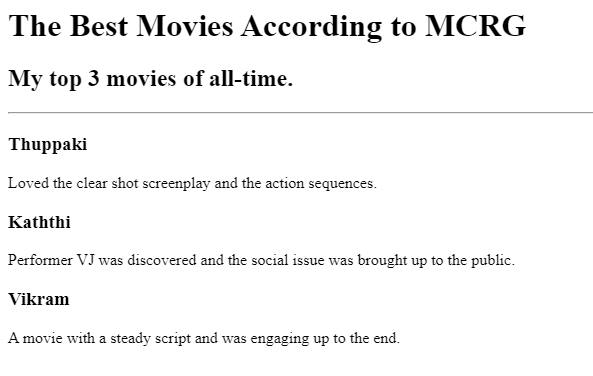 The Best Movies According to MCRG
My top 3 movies of all-time.
Thuppaki
Loved the clear shot screenplay and the action sequences.
Kaththi
Performer VJ was discovered and the social issue was brought up to the public.
Vikram
A movie with a steady script and was engaging up to the end.